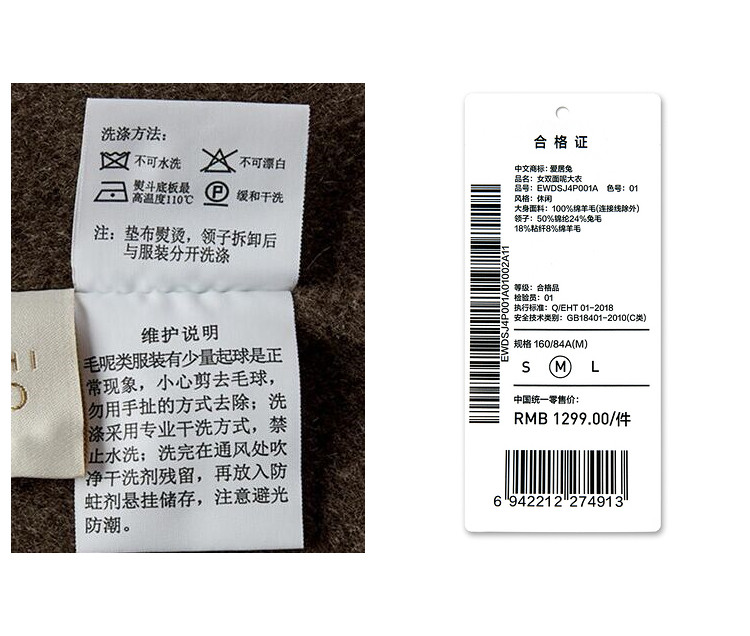 洗涤方法：
不可水洗
不可漂白
熨斗底板最
高温度110℃
P
缓和干洗
注：垫布熨烫，领子拆卸后
与服装分开洗涤
维护说明
毛呢类服装有少量起球是正
常现象，小心剪去毛球，
勿用手扯的方式去除；洗
涤采用专业干洗方式，禁
止水洗；洗完在通风处吹
净干洗剂残留，再放入防
蛀剂悬挂储存，注意避光
防潮。
HI
合格证
中文商标：爱居兔
品名：女双面呢大衣
品号：EWDSJ4P001A 色号：01
风格：休闲
大身面料：100%绵羊毛(连接线除外)
领子：50%锦纶24%兔毛
18%粘纤8%绵羊毛
EWDSJ4P001A01002A11
等级：合格品
检验员：01
执行标准：Q/EHT 01-2018
安全技术类别：GB18401-2010(C类)
规格 160/84A(M)
S M L
中国统一零售价：
RMB 1299.00/件
6 942212 274913